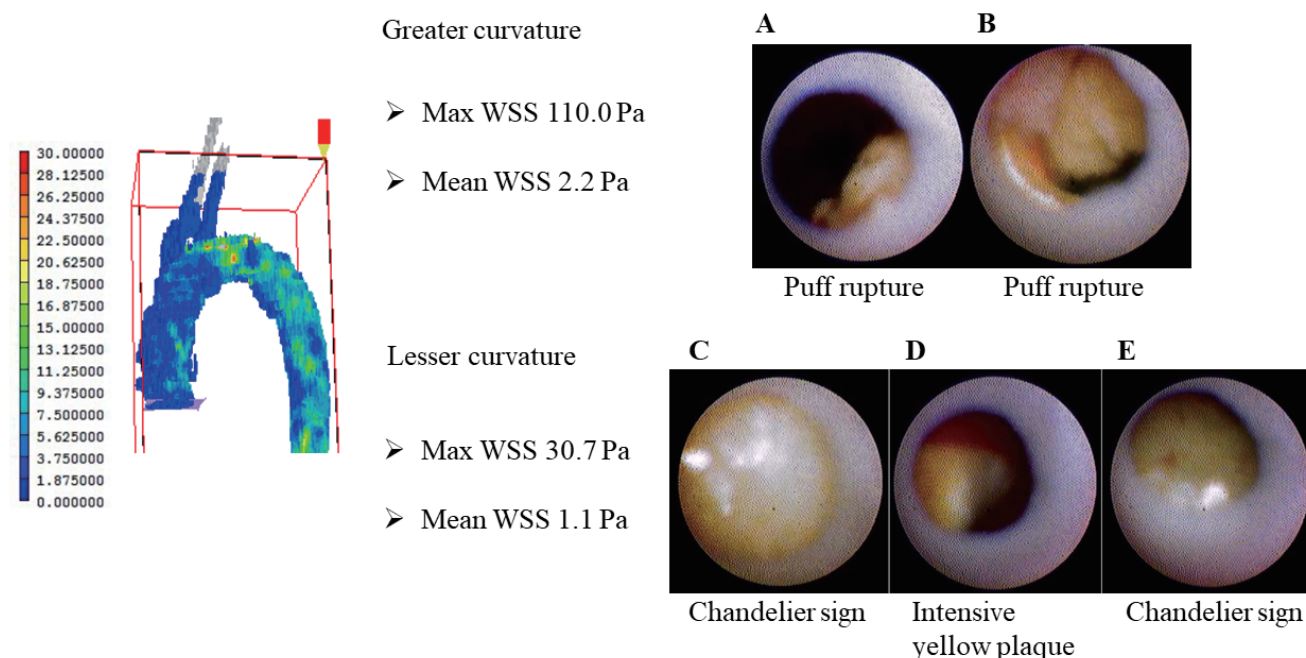 30.00000
28.12500
26.25000
24.37500
22.50000
20.62500
18.75000
16.87500
15.00000
13.12500
11.25000
9.375000
7.500000
5.625000
3.750000
1.875000
0.000000
Greater curvature
➢ Max WSS 110.0 Pa
➢ Mean WSS 2.2 Pa
Lesser curvature
➢ Max WSS 30.7 Pa
➢ Mean WSS 1.1 Pa
A
B
Puff rupture
Puff rupture
C
D
E
Chandelier sign
Intensive
yellow plaque
Chandelier sign